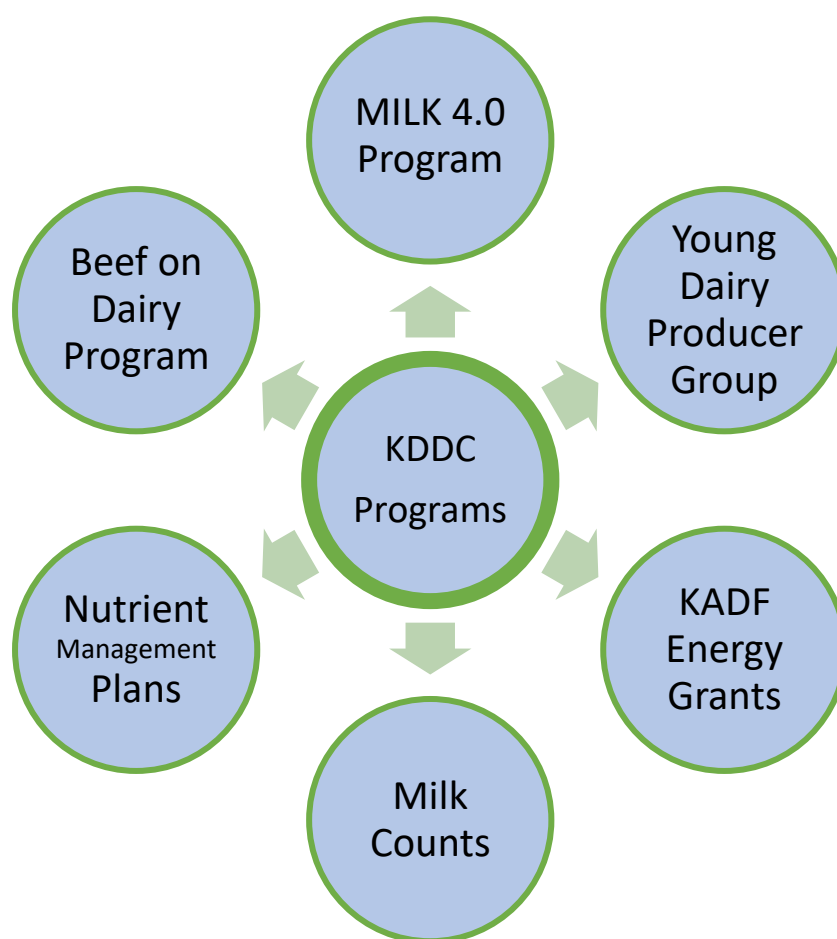 MILK 4.0
Program
Young
Dairy
Producer
Group
KADF
Energy
Grants
Milk
Counts
Nutrient
Management
Plans
Beef on
Dairy
Program
KDDC
Programs